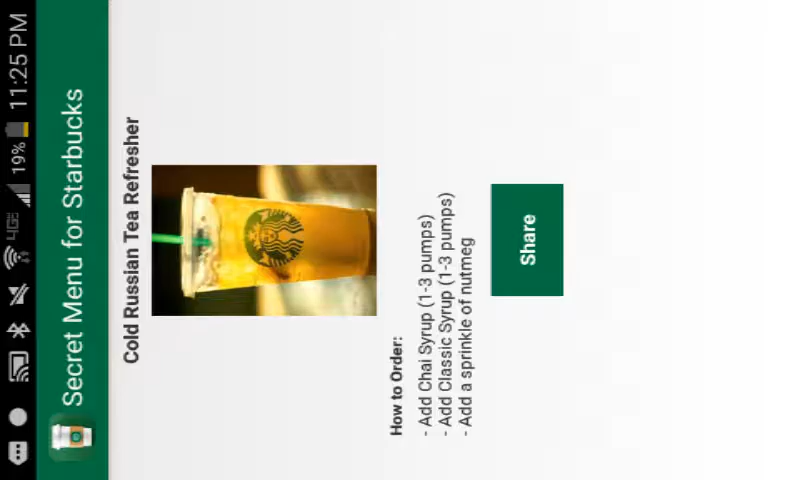 4G 19% 11:25 PM
Secret Menu for Starbucks
Cold Russian Tea Refresher
How to Order:
- Add Chai Syrup (1-3 pumps)
- Add Classic Syrup (1-3 pumps)
- Add a sprinkle of nutmeg
Share